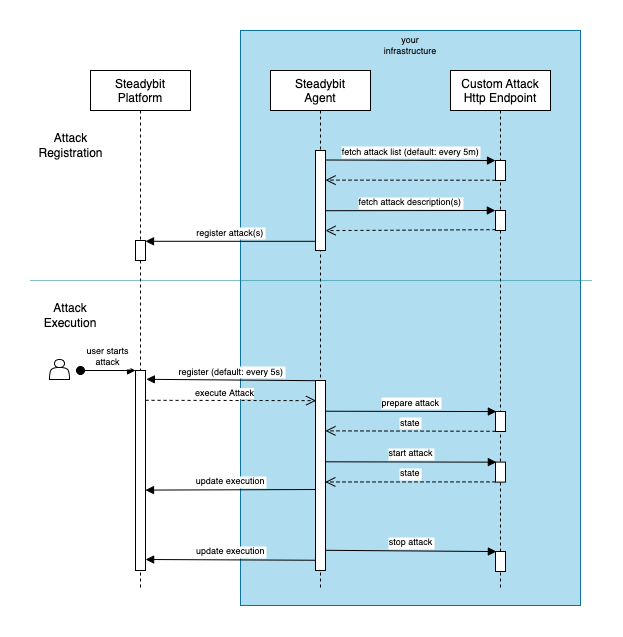 your
infrastructure
Steadybit
Platform
Steadybit
Agent
Custom Attack
Http Endpoint
Attack
Registration
fetch attack list (default: every 5m)
fetch attack description(s)
register attack(s)
Attack
Execution
user starts
attack
register (default: every 5s)
execute Attack
prepare attack
state
start attack
state
update execution
stop attack
update execution